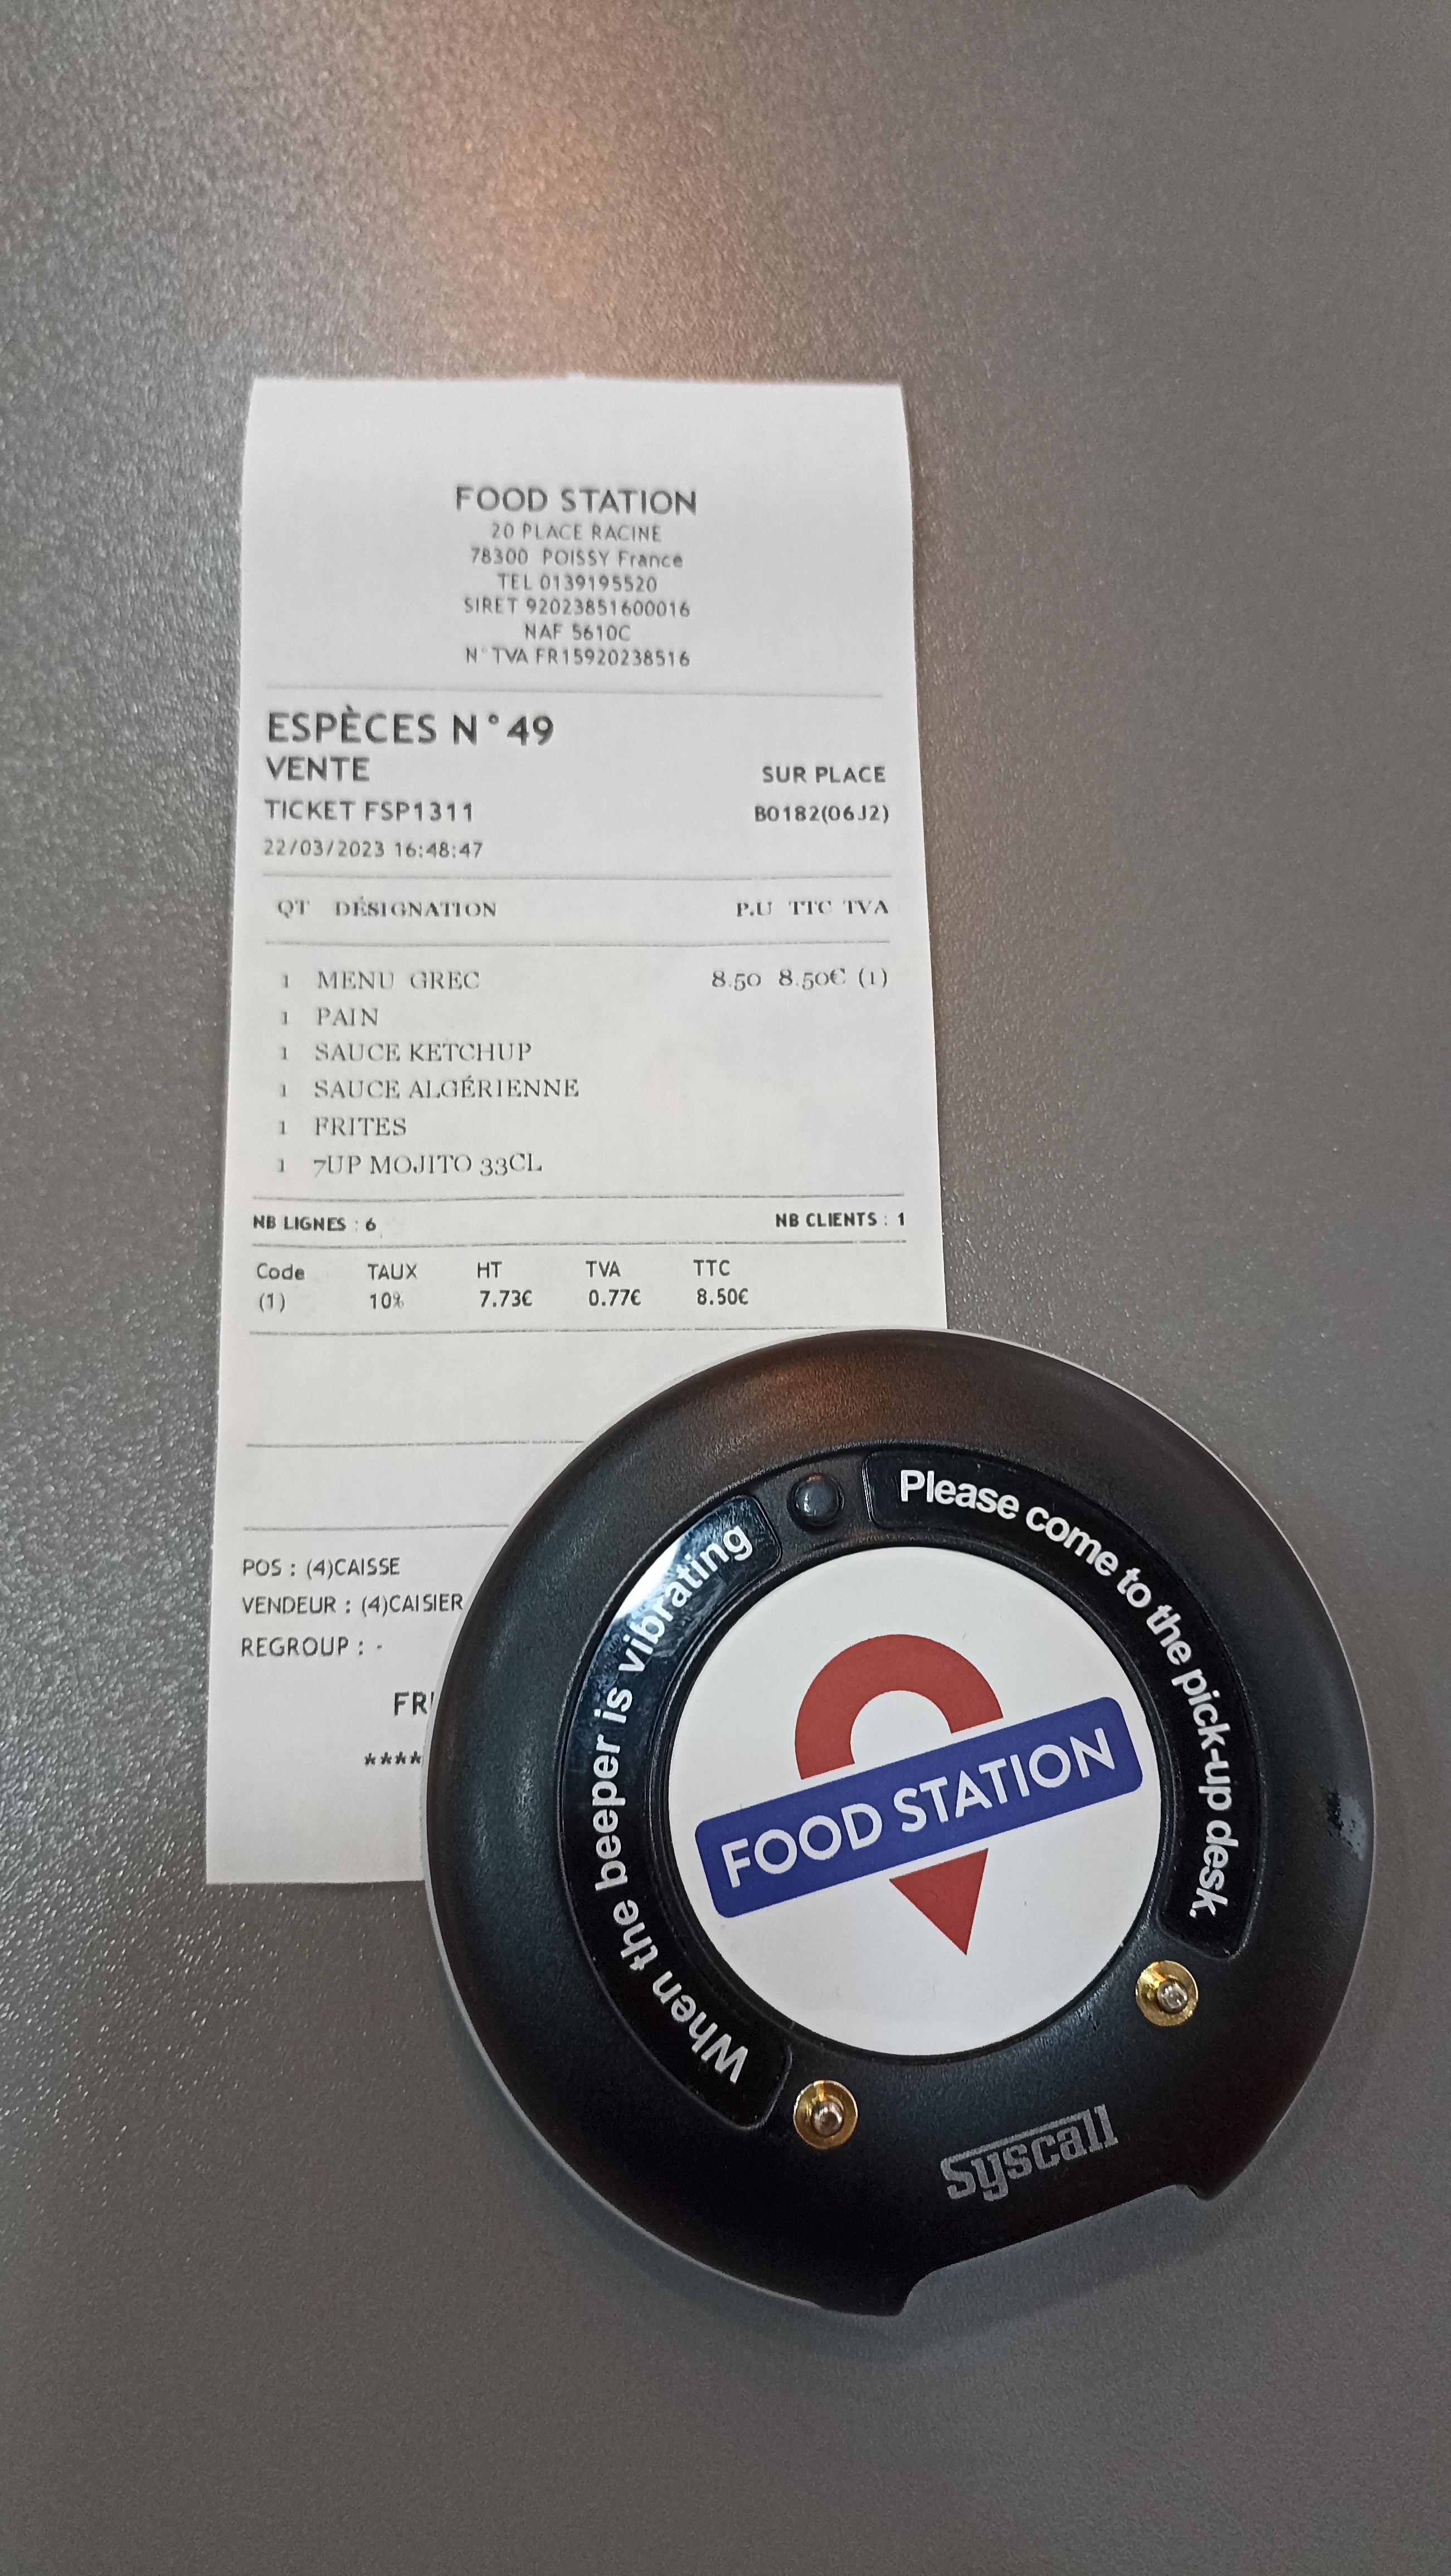 FOOD STATION
20 PLACE RACINE
78300 POISSY France
TEL 0139195520
SIRET 92023851600016
NAF 5610C
N° TVA FR15920238516
ESPÈCES N°49
VENTE SUR PLACE
TICKET FSP1311 B0182(06J2)
22/03/2023 16:48:47
QT DÉSIGNATION P.U TTC TVA
1 MENU GREC 8.50 8.50€ (1)
1 PAIN
1 SAUCE KETCHUP
1 SAUCE ALGÉRIENNE
1 FRITES
1 7UP MOJITO 33CL
NB LIGNES : 6 NB CLIENTS : 1
Code TAUX HT TVA TTC
(1) 10% 7.73€ 0.77€ 8.50€
POS : (4)CAISSE
VENDEUR : (4)CAISIER
REGROUP : -
****
When the beeper is vibrating
Please come to the pick-up desk.
FOOD STATION
Syscall